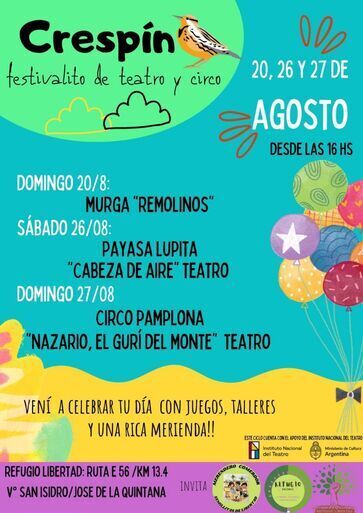 Crespín
festivalito de teatro y circo
20, 26 Y 27 DE
AGOSTO
DESDE LAS 16 HS
DOMINGO 20/8:
MURGA "REMOLINOS"
SÁBADO 26/08:
PAYASA LUPITA
"CABEZA DE AIRE" TEATRO
DOMINGO 27/08
CIRCO PAMPLONA
"NAZARIO, EL GURÍ DEL MONTE" TEATRO
VENÍ A CELEBRAR TU DÍA CON JUEGOS, TALLERES
Y UNA RICA MERIENDA!!
ESTE CICLO CUENTA CON EL APOYO DEL INSTITUTO NACIONAL DEL TEATRO
Instituto Nacional
del Teatro
Ministerio de Cultura
Argentina
REFUGIO LIBERTAD: RUTA E 56 /KM 13.4
V° SAN ISIDRO/JOSE DE LA QUINTANA
INVITA
MERENDERO COMEDOR
REFUGIO